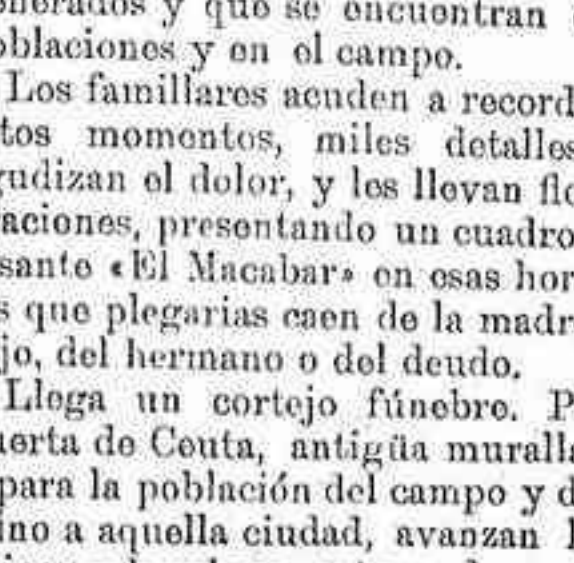 nerados y que se encuentran
oblaciones y en el campo.
Los familiares acuden a record
tos momentos, miles detalles
gudizan el dolor, y les llevan flo
aciones, presentando un cuadro
sante «El Macabar» en esas hor
s que plegarias caen de la madr
jo, del hermano o del deudo.
Llega un cortejo fúnebre. P
uerta de Ceuta, antigüa muralla
para la población del campo y d
ino a aquella ciudad, avanzan l